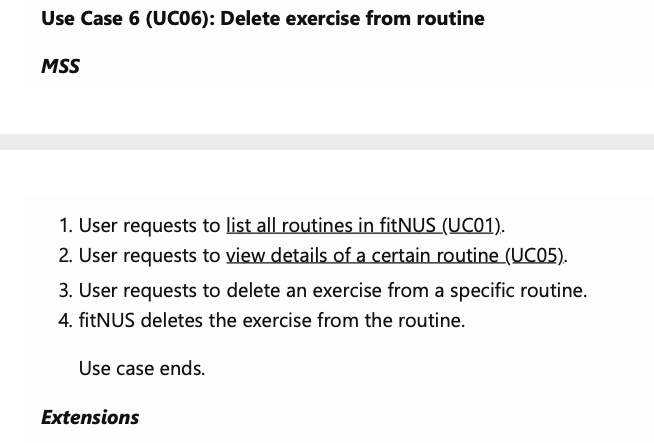 Use Case 6 (UC06): Delete exercise from routine
MSS
1. User requests to list all routines in fitNUS (UC01).
2. User requests to view details of a certain routine (UC05).
3. User requests to delete an exercise from a specific routine.
4. fitNUS deletes the exercise from the routine.
Use case ends.
Extensions